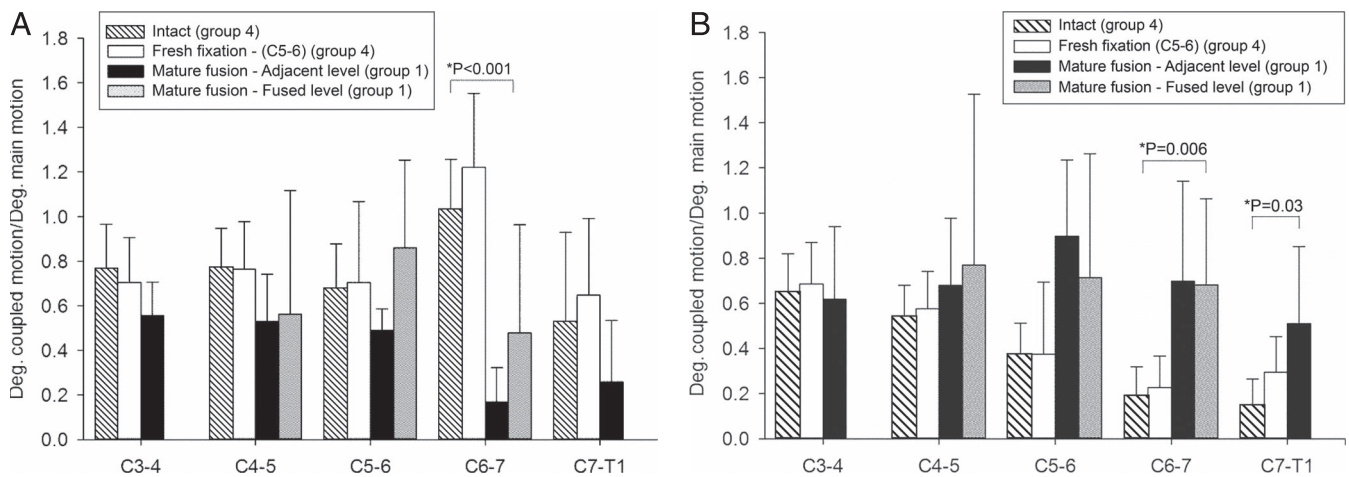 A
Intact (group 4)
Fresh fixation - (C5-6) (group 4)
Mature fusion - Adjacent level (group 1)
Mature fusion - Fused level (group 1)
Deg. coupled motion/Deg. main motion
1.8
1.6
1.4
1.2
1.0
0.8
0.6
0.4
0.2
0.0
*P<0.001
C3-4 C4-5 C5-6 C6-7 C7-T1
B
Intact (group 4)
Fresh fixation (C5-6) (group 4)
Mature fusion - Adjacent level (group 1)
Mature fusion - Fused level (group 1)
Deg. coupled motion/Deg. main motion
1.8
1.6
1.4
1.2
1.0
0.8
0.6
0.4
0.2
0.0
*P=0.006
*P=0.03
C3-4 C4-5 C5-6 C6-7 C7-T1